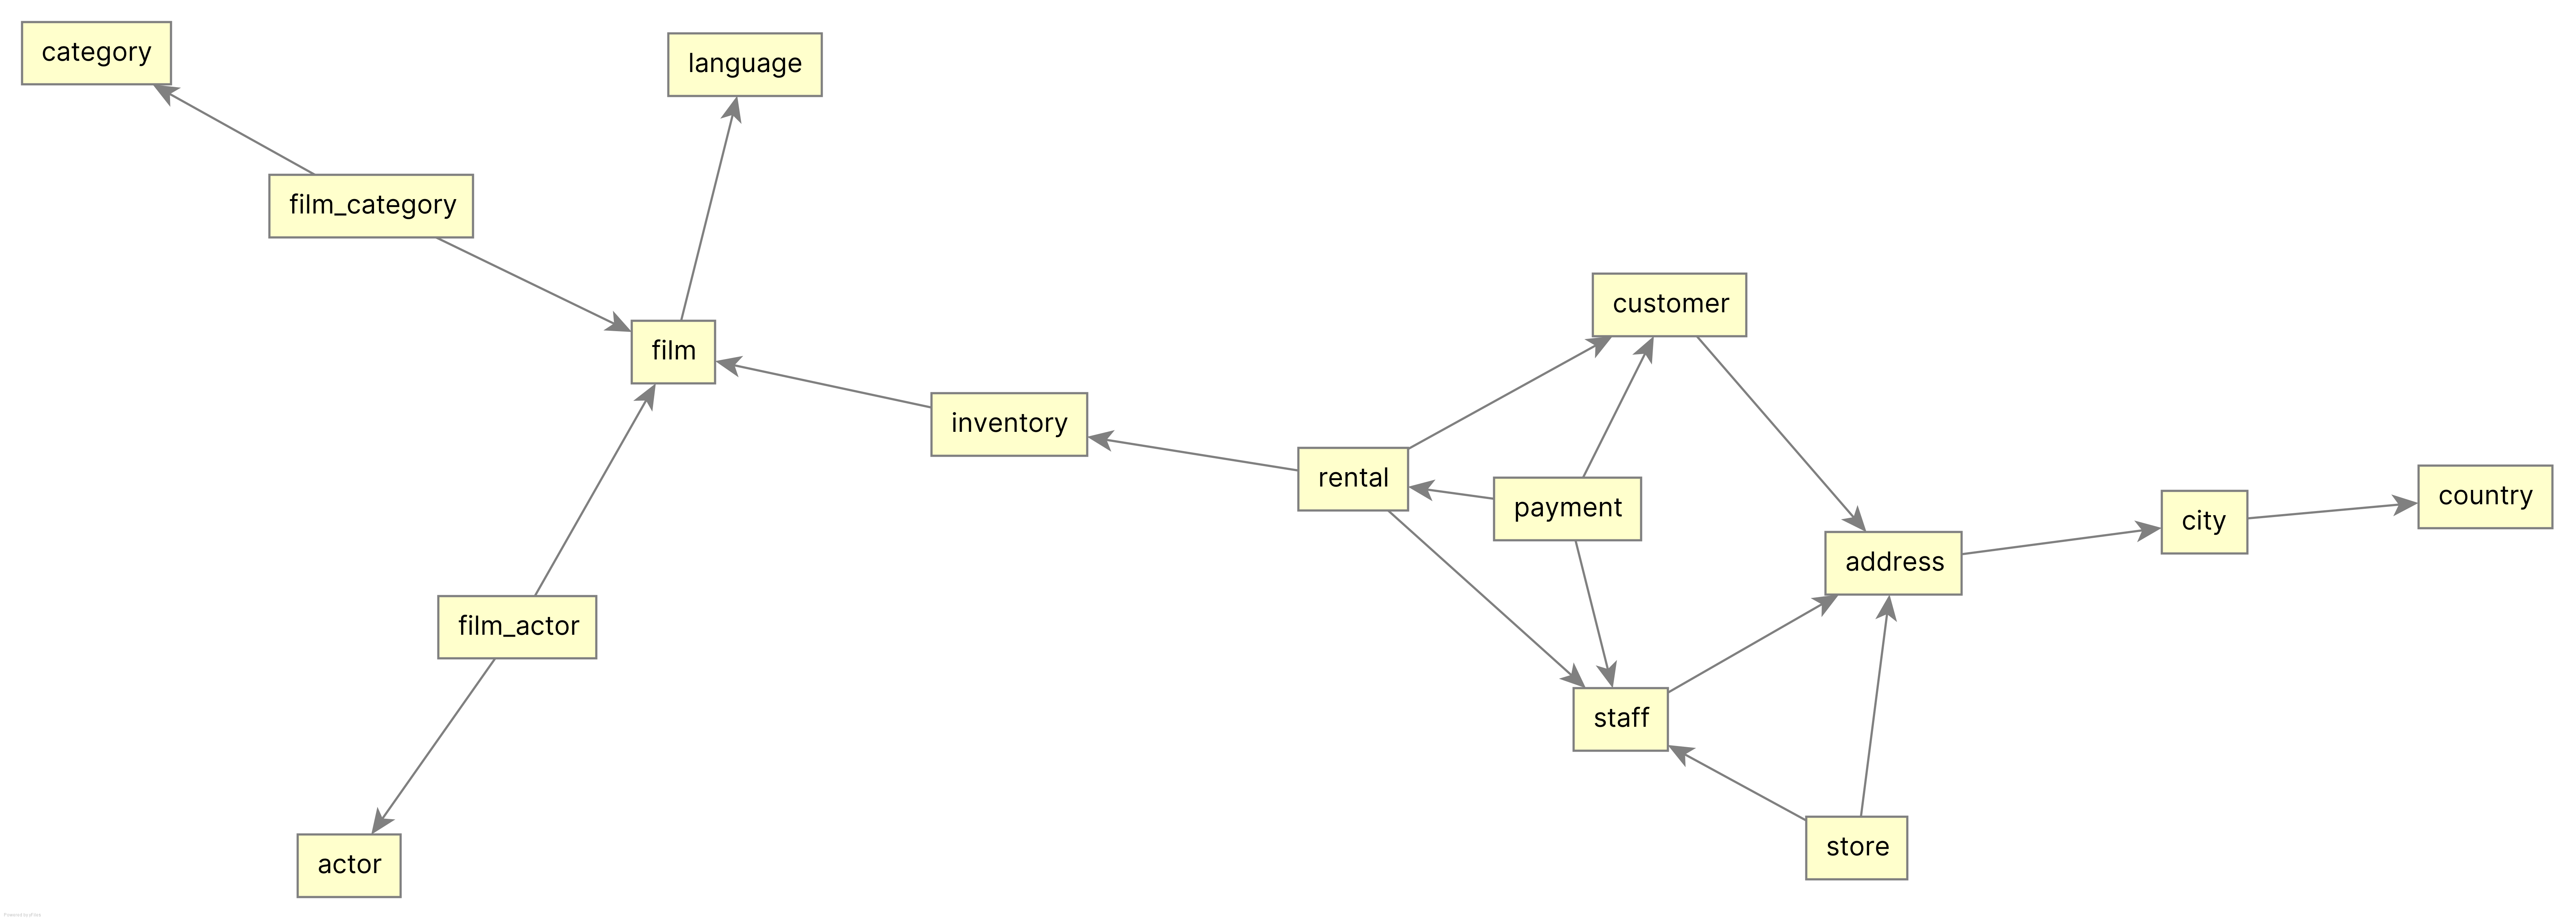 category
language
film_category
customer
film
inventory
rental
payment
country
city
address
film_actor
staff
store
actor